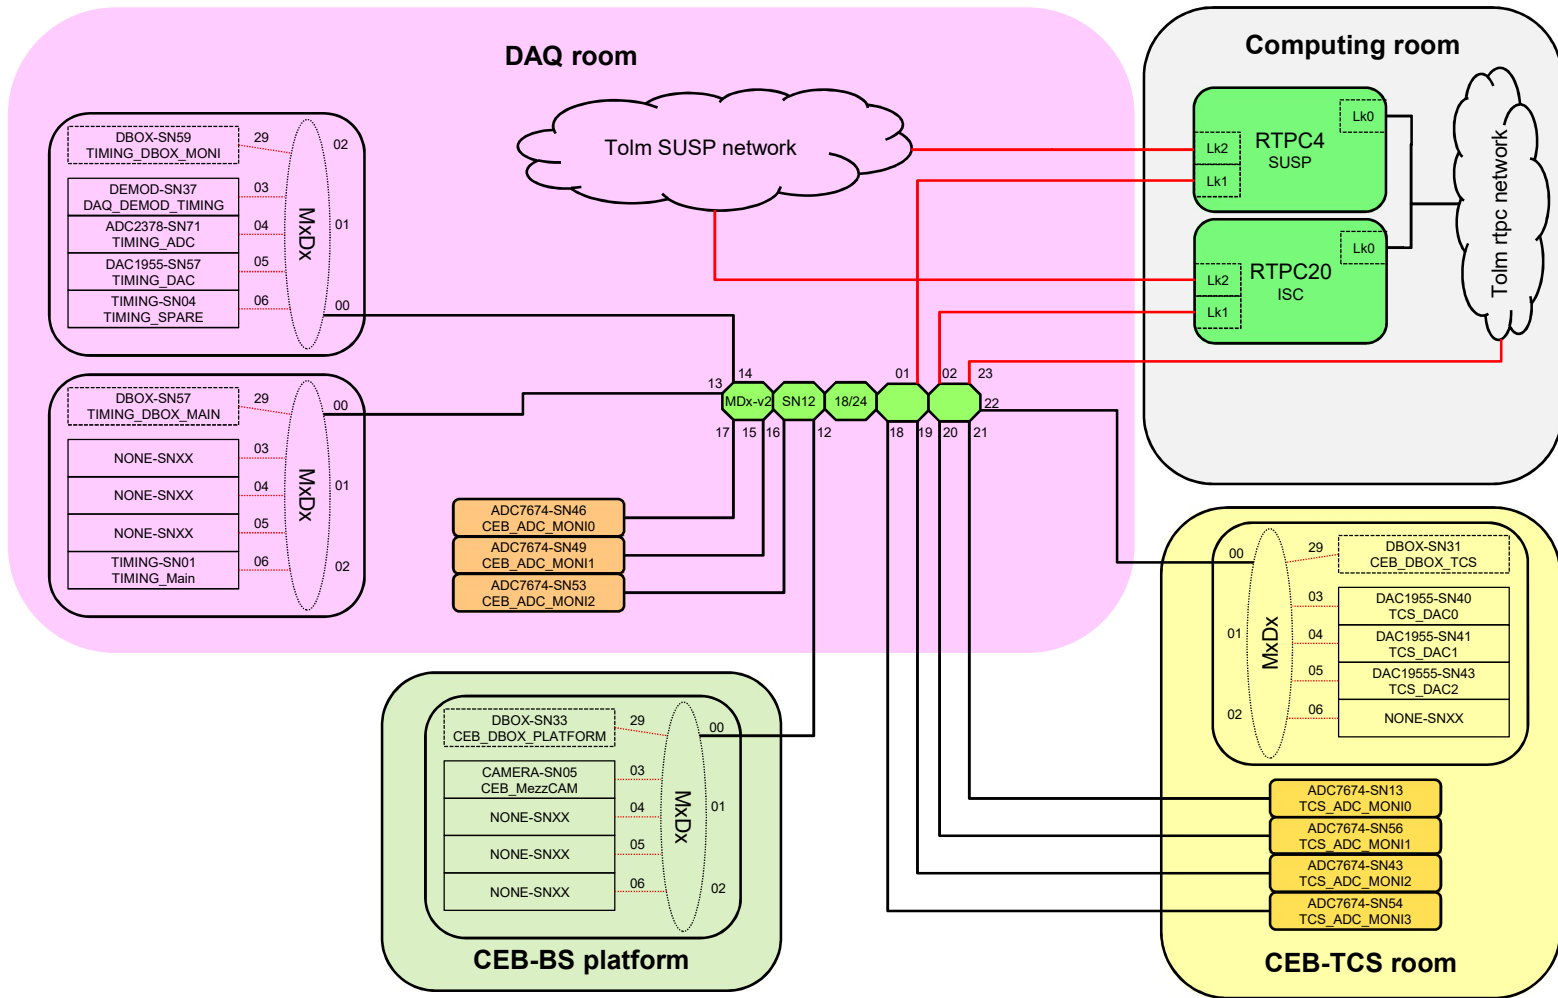 DAQ room
Computing room
Tolm SUSP network
Tolm rtpc network
Lk0
Lk2
RTPC4
SUSP
Lk1
Lk0
Lk2
RTPC20
ISC
Lk1
DBOX-SN59
TIMING_DBOX_MONI
29
02
DEMOD-SN37
DAQ_DEMOD_TIMING
03
ADC2378-SN71
TIMING_ADC
04
01
MxDx
DAC1955-SN57
TIMING_DAC
05
TIMING-SN04
TIMING_SPARE
06
00
DBOX-SN57
TIMING_DBOX_MAIN
29
00
NONE-SNXX
03
NONE-SNXX
04
01
MxDx
NONE-SNXX
05
TIMING-SN01
TIMING_Main
06
02
13
14
01
02
23
MDx-v2
SN12
18/24
22
17
15
16
12
18
19
20
21
ADC7674-SN46
CEB_ADC_MONI0
ADC7674-SN49
CEB_ADC_MONI1
ADC7674-SN53
CEB_ADC_MONI2
DBOX-SN33
CEB_DBOX_PLATFORM
29
00
CAMERA-SN05
CEB_MezzCAM
03
NONE-SNXX
04
01
MxDx
NONE-SNXX
05
NONE-SNXX
06
02
CEB-BS platform
00
29
DBOX-SN31
CEB_DBOX_TCS
03
DAC1955-SN40
TCS_DAC0
01
MxDx
04
DAC1955-SN41
TCS_DAC1
05
DAC19555-SN43
TCS_DAC2
02
06
NONE-SNXX
ADC7674-SN13
TCS_ADC_MONI0
ADC7674-SN56
TCS_ADC_MONI1
ADC7674-SN43
TCS_ADC_MONI2
ADC7674-SN54
TCS_ADC_MONI3
CEB-TCS room